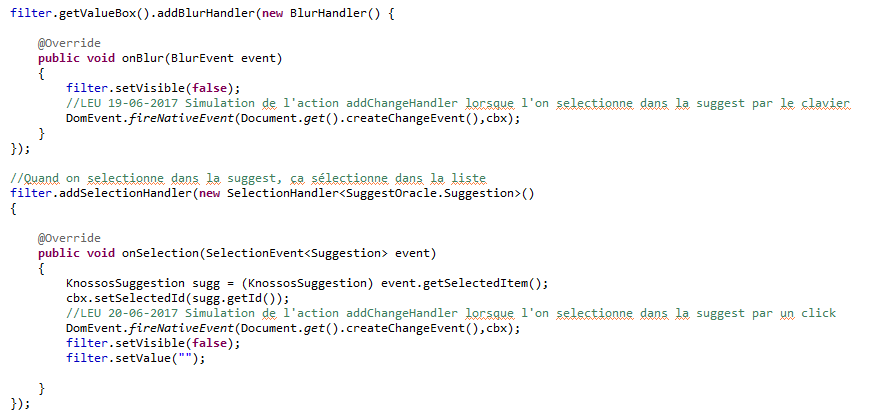 filter.getValueBox().addBlurHandler(new BlurHandler() {
@Override
public void onBlur(BlurEvent event)
{
filter.setVisible(false);
//LEU 19-06-2017 Simulation de l'action addChangeHandler lorsque l'on selectionne dans la suggest par le clavier
DomEvent.fireNativeEvent(Document.get().createChangeEvent(),cbx);
}
});
//Quand on selectionne dans la suggest, ça sélectionne dans la liste
filter.addSelectionHandler(new SelectionHandler<SuggestOracle.Suggestion>()
{
@Override
public void onSelection(SelectionEvent<Suggestion> event)
{
KnossosSuggestion sugg = (KnossosSuggestion) event.getSelectedItem();
cbx.setSelectedId(sugg.getId());
//LEU 20-06-2017 Simulation de l'action addChangeHandler lorsque l'on selectionne dans la suggest par un click
DomEvent.fireNativeEvent(Document.get().createChangeEvent(),cbx);
filter.setVisible(false);
filter.setValue("");
}
});